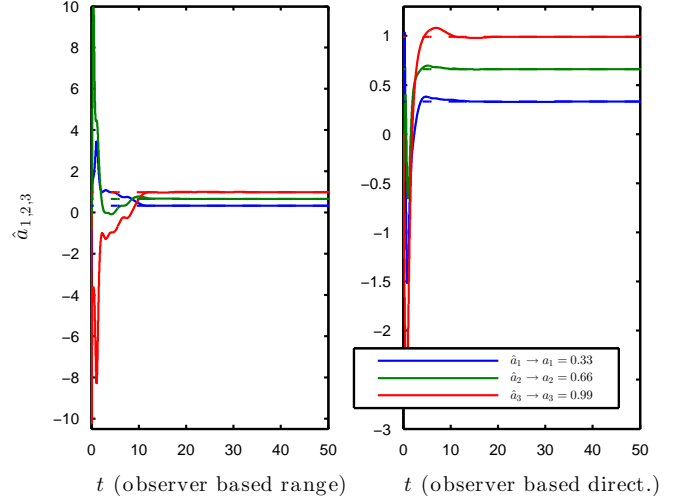 10
8
6
4
2
0
−2
−4
−6
−8
−10
0 10 20 30 40 50
â1,2,3
t (observer based range)
1
0.5
0
−0.5
−1
−1.5
−2
−3
0 10 20 30 40 50
t (observer based direct.)
â1 → a1 = 0.33
â2 → a2 = 0.66
â3 → a3 = 0.99